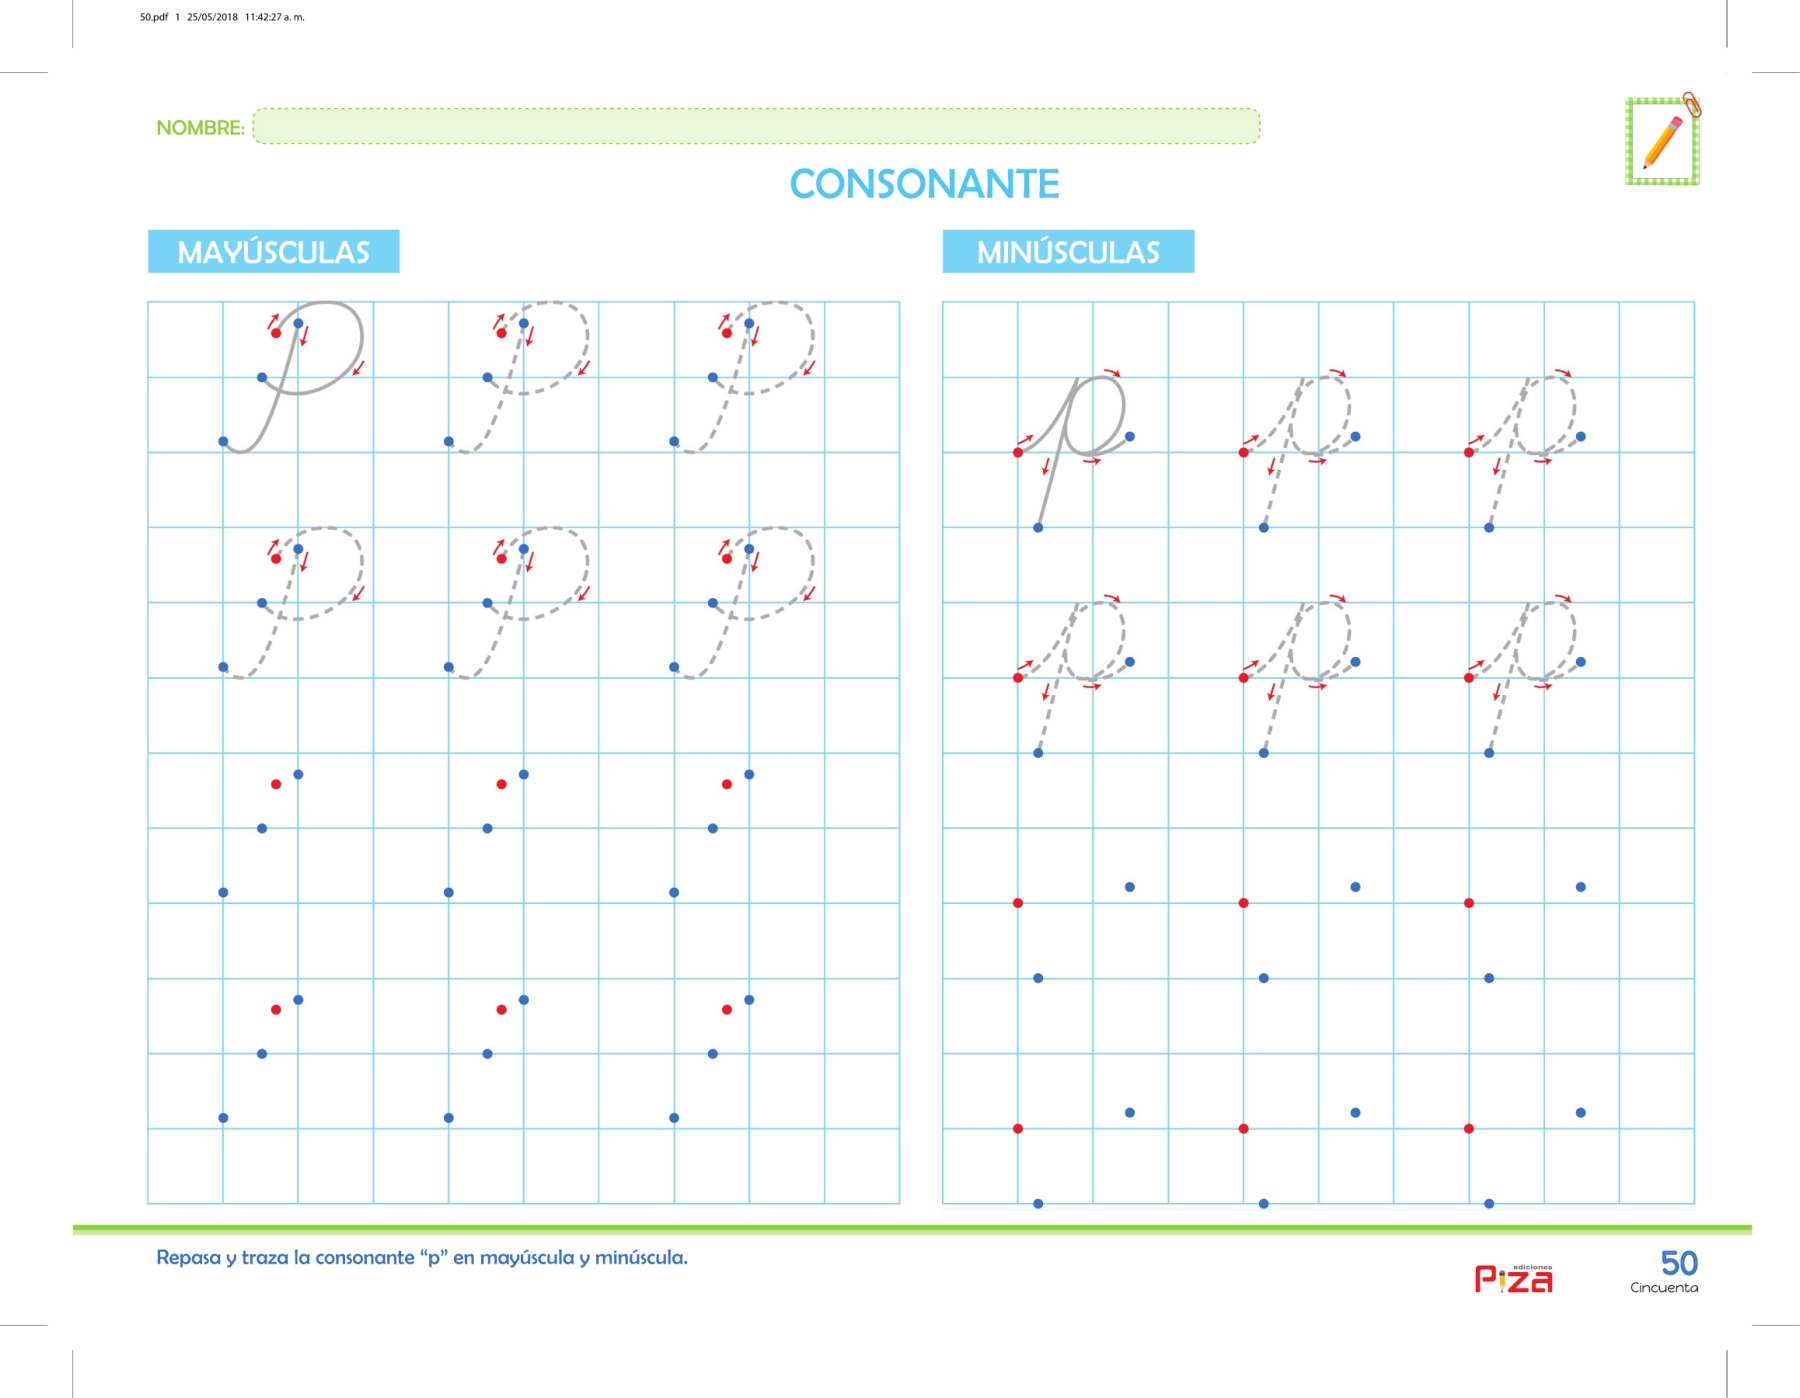 50.pdf 1 25/05/2018 11:42:27 a. m.
NOMBRE:
CONSONANTE
MAYÚSCULAS
MINÚSCULAS
P P P
P P P
p p p
p p p
Repasa y traza la consonante “p” en mayúscula y minúscula.
ediciones
Piza
50
Cincuenta